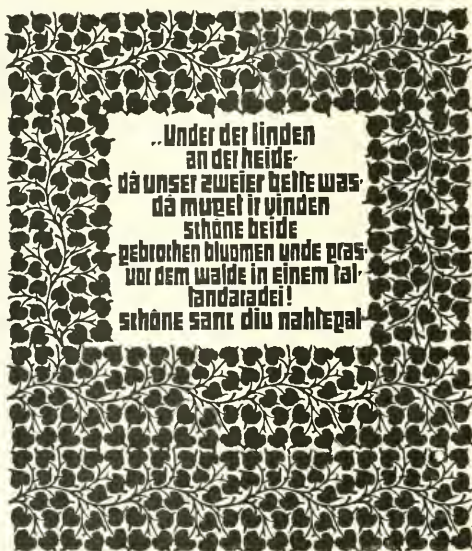 „Under der linden
an der heide·
dâ unser zweier bette was·
dâ muget ir vinden
schône beide
gebrochen bluomen unde gras·
vor dem walde in einem tal·
tandaradei!
schône sanc diu nahtegal·